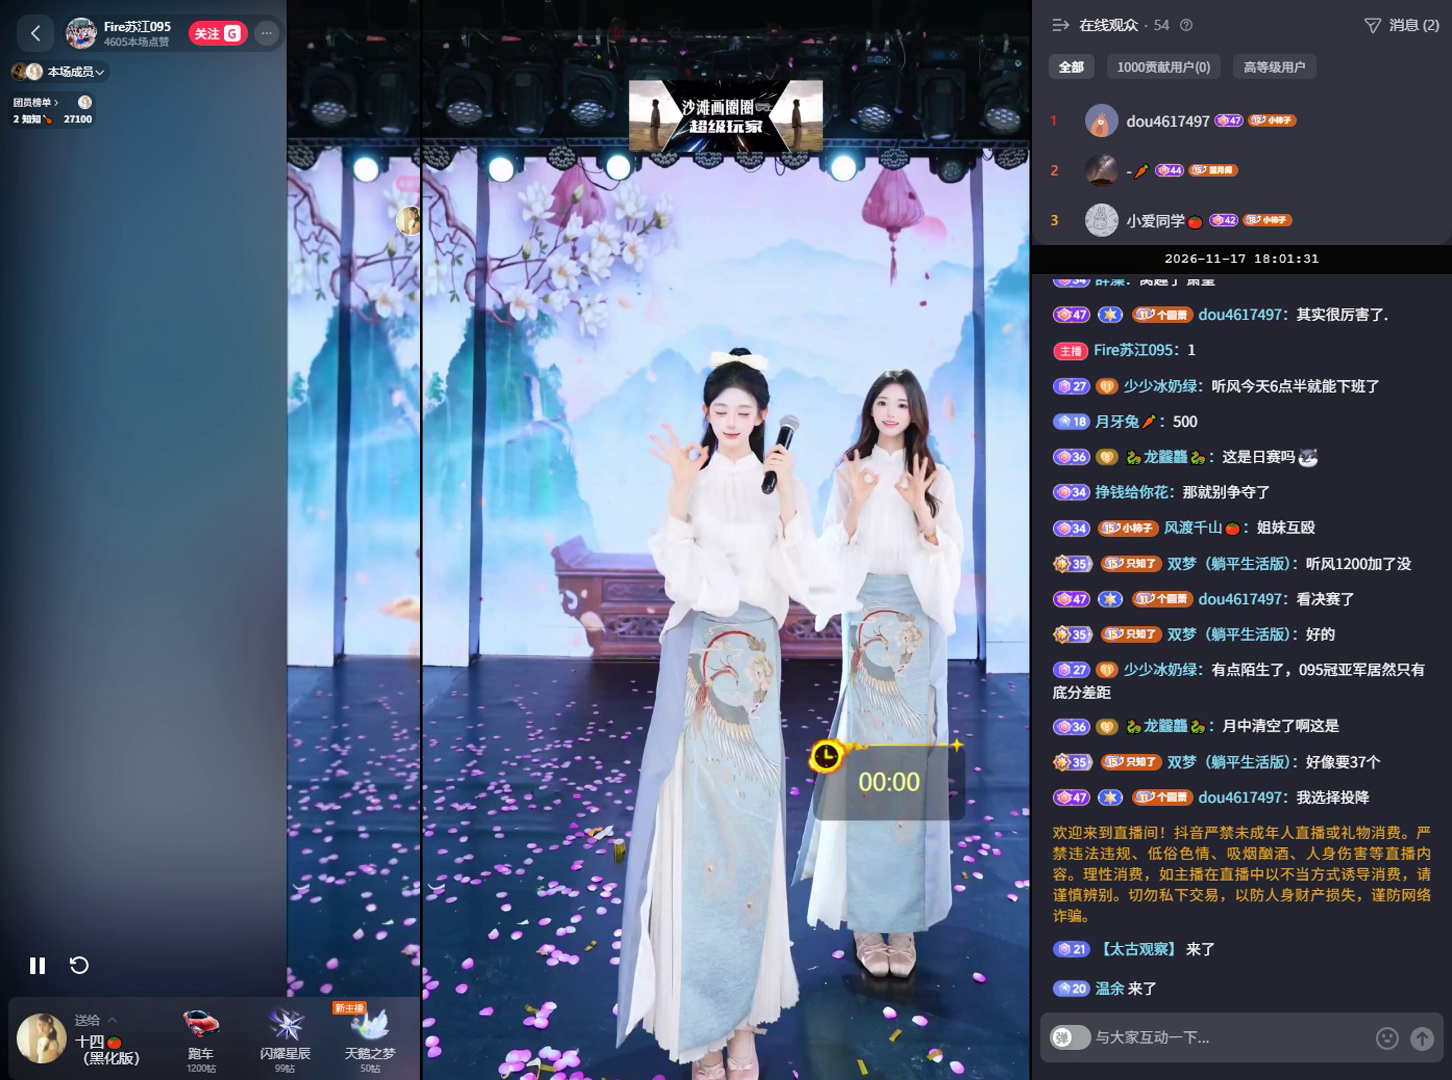 Fire苏江095
4605本场点赞
关注
本场成员
团员榜单
2 知知 27100
沙滩画圈圈
超级玩家
00:00
送给
十四🍅
(黑化版)
跑车
1200钻
闪耀星辰
99钻
新主播
天鹅之梦
50钻
在线观众 · 54
消息 (2)
全部
1000贡献用户(0)
高等级用户
1 dou4617497 47 小柿子
2 -🥕 44
3 小爱同学🍅 42 小柿子
2026-11-17 18:01:31
47 11 个圆萧 dou4617497：其实很厉害了.
主播 Fire苏江095：1
27 11 少少冰奶绿：听风今天6点半就能下班了
18 月牙兔🥕：500
36 8 🐉龙龘龘🐉：这是日赛吗
34 挣钱给你花：那就别争夺了
34 15 小柿子 风渡千山🍅：姐妹互殴
35 15 只知了 双梦（躺平生活版）：听风1200加了没
47 11 个圆萧 dou4617497：看决赛了
35 15 只知了 双梦（躺平生活版）：好的
27 11 少少冰奶绿：有点陌生了，095冠亚军居然只有
底分差距
36 8 🐉龙龘龘🐉：月中清空了啊这是
35 15 只知了 双梦（躺平生活版）：好像要37个
47 11 个圆萧 dou4617497：我选择投降
欢迎来到直播间！抖音严禁未成年人直播或礼物消费。严
禁违法违规、低俗色情、吸烟酗酒、人身伤害等直播内
容。理性消费，如主播在直播中以不当方式诱导消费，请
谨慎辨别。切勿私下交易，以防人身财产损失，谨防网络
诈骗。
21 【太古观察】 来了
20 温余 来了
弹 与大家互动一下...